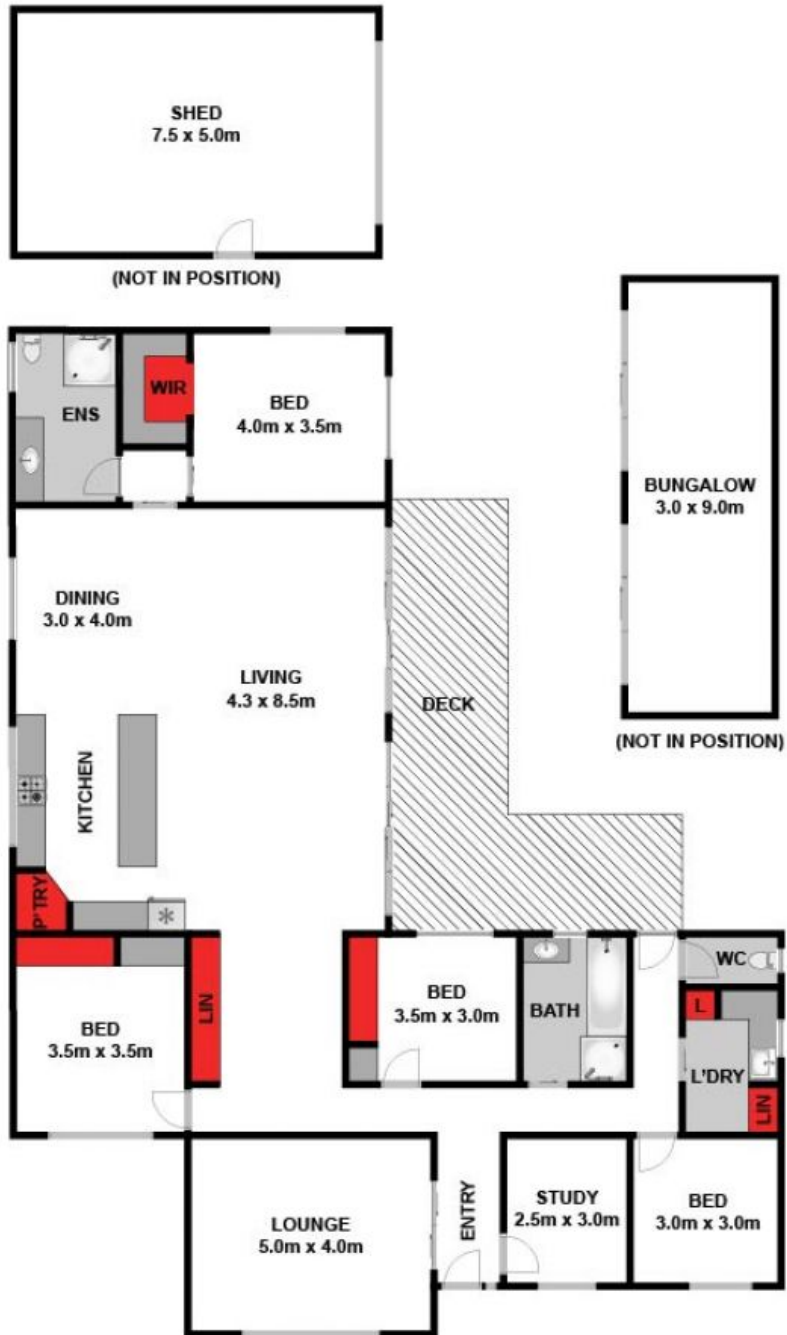 SHED
7.5 x 5.0m
(NOT IN POSITION)
WIR
ENS
BED
4.0m x 3.5m
BUNGALOW
3.0 x 9.0m
(NOT IN POSITION)
DINING
3.0 x 4.0m
LIVING
4.3 x 8.5m
DECK
KITCHEN
P'TRY
*
BED
3.5m x 3.5m
LIN
BED
3.5m x 3.0m
BATH
WC
L
L'DRY
LIN
LOUNGE
5.0m x 4.0m
ENTRY
STUDY
2.5m x 3.0m
BED
3.0m x 3.0m